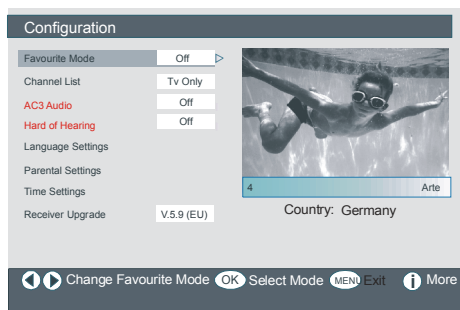 Configuration
Favourite Mode Off
Channel List Tv Only
AC3 Audio Off
Hard of Hearing Off
Language Settings
Parental Settings
Time Settings
Receiver Upgrade V.5.9 (EU)
4 Arte
Country: Germany
Change Favourite Mode OK Select Mode MENU Exit i More